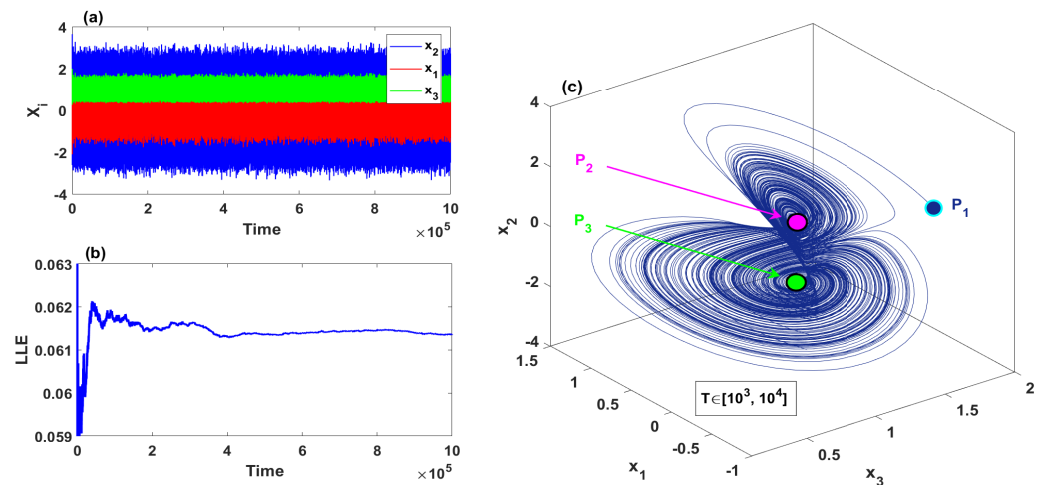 (a)
4
2
0
-2
-4
X_i
x_2
x_1
x_3
0 2 4 6 8 10
Time
× 10^5
(b)
0.063
0.062
0.061
0.06
0.059
LLE
0 2 4 6 8 10
Time
× 10^5
(c)
4
2
0
-2
-4
x_2
P_2
P_3
P_1
1.5
1
0.5
0
-0.5
-1
x_1
0.5
1
1.5
2
x_3
T∈[10^3, 10^4]